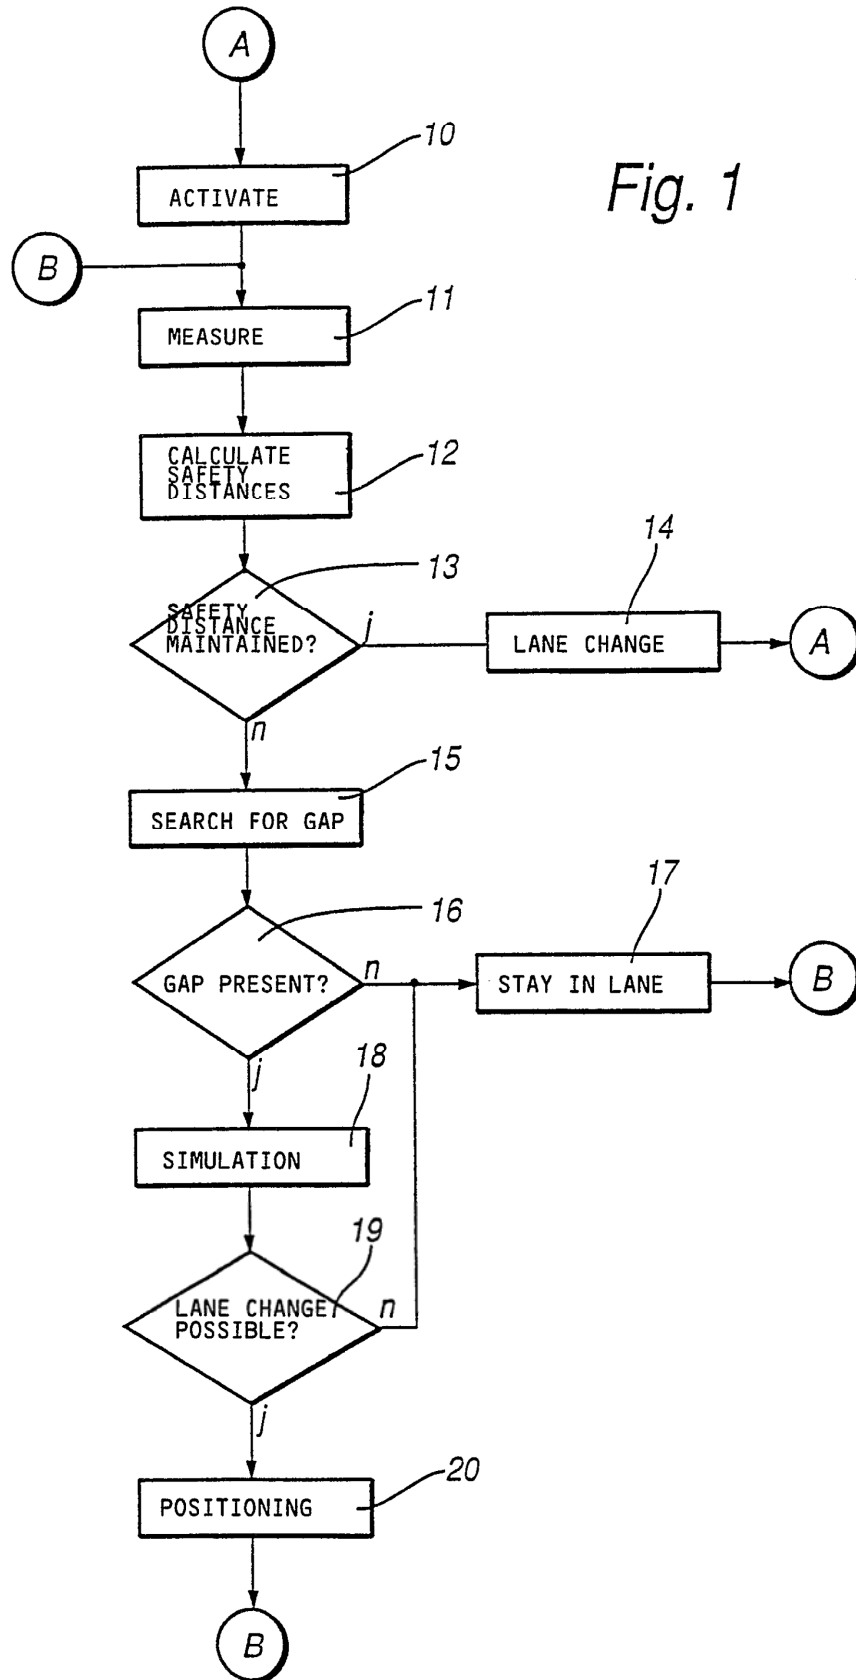 A
10
ACTIVATE
Fig. 1
B
11
MEASURE
12
CALCULATE
SAFETY
DISTANCES
13
SAFETY
DISTANCE
MAINTAINED?
j
14
LANE CHANGE
A
n
15
SEARCH FOR GAP
16
GAP PRESENT?
n
17
STAY IN LANE
B
j
18
SIMULATION
19
LANE CHANGE
POSSIBLE?
n
j
20
POSITIONING
B